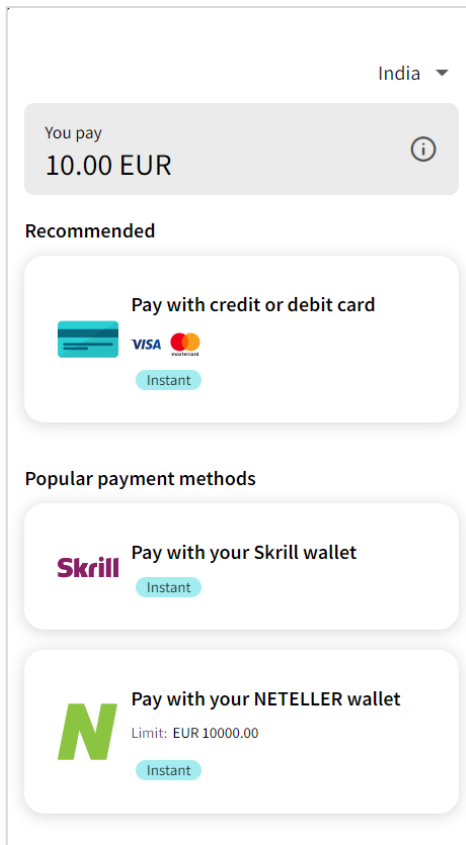 India
You pay
10.00 EUR
Recommended
Pay with credit or debit card
VISA mastercard
Instant
Popular payment methods
Skrill
Pay with your Skrill wallet
Instant
N
Pay with your NETELLER wallet
Limit: EUR 10000.00
Instant